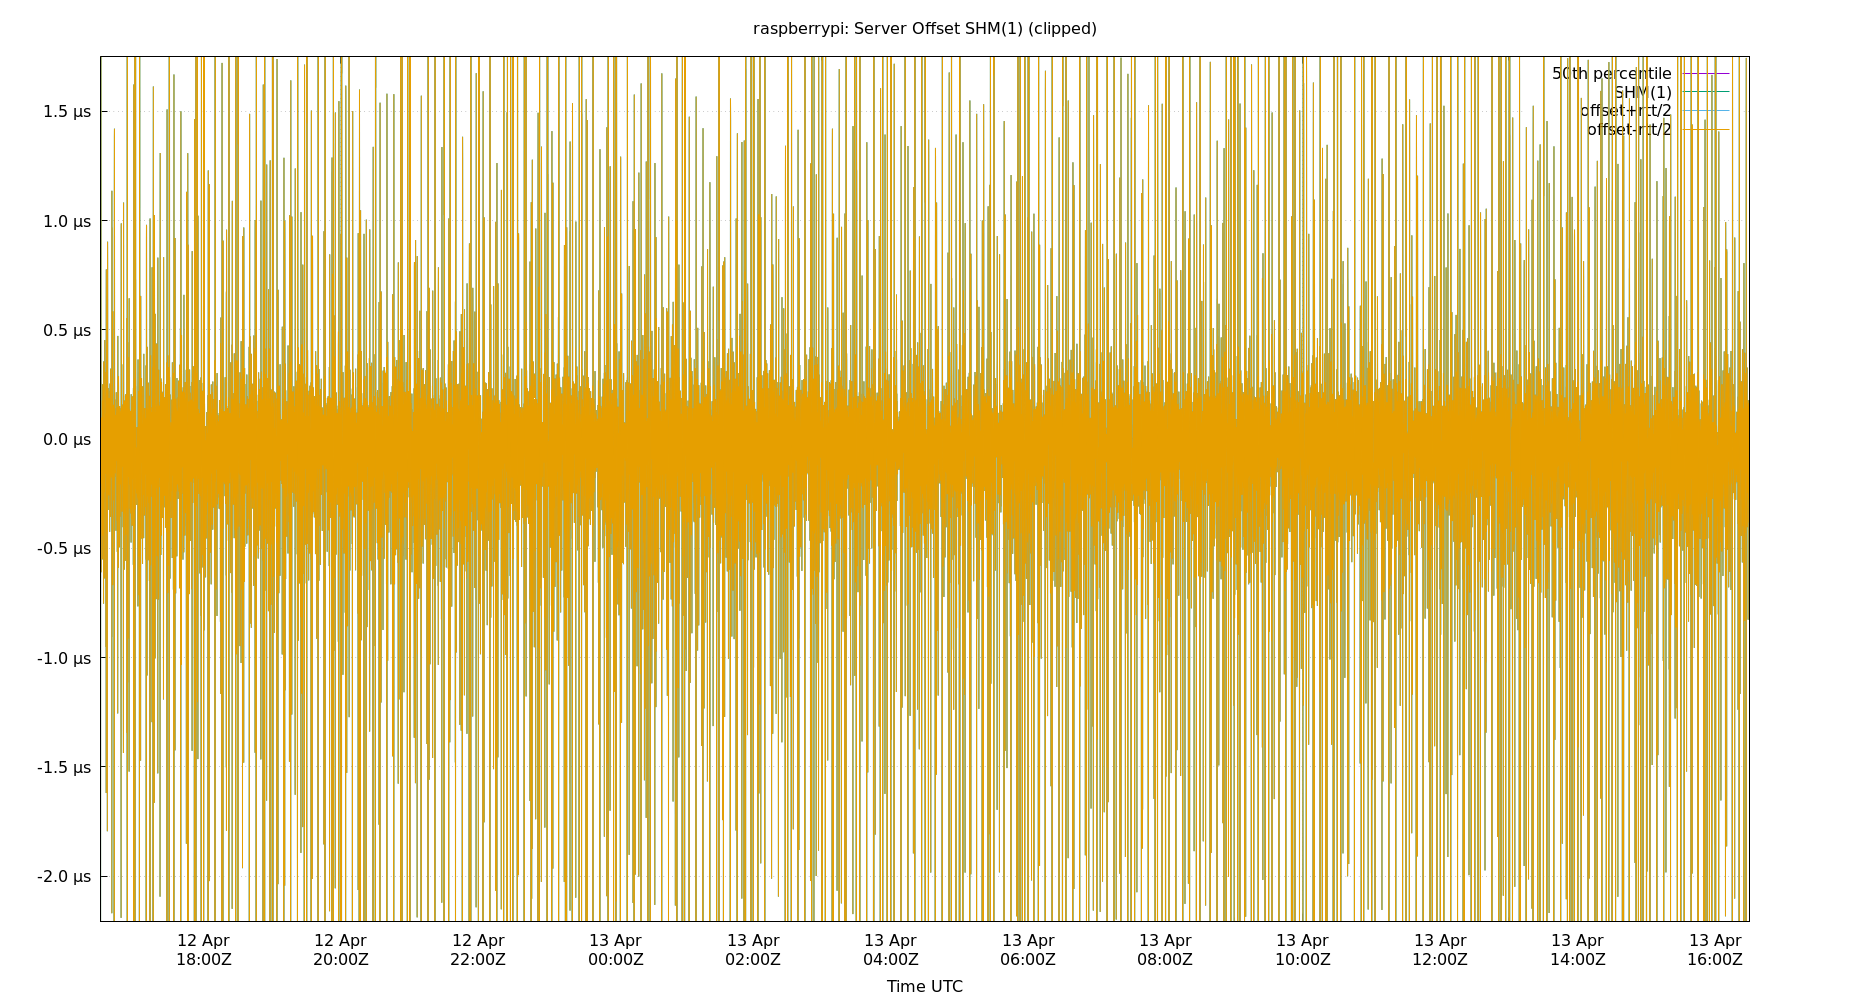 raspberrypi: Server Offset SHM(1) (clipped)
50th percentile
SHM(1)
offset+rtt/2
offset-rtt/2
1.5 µs
1.0 µs
0.5 µs
0.0 µs
-0.5 µs
-1.0 µs
-1.5 µs
-2.0 µs
12 Apr 12 Apr 12 Apr 13 Apr 13 Apr 13 Apr 13 Apr 13 Apr 13 Apr 13 Apr 13 Apr 13 Apr
18:00Z 20:00Z 22:00Z 00:00Z 02:00Z 04:00Z 06:00Z 08:00Z 10:00Z 12:00Z 14:00Z 16:00Z
Time UTC